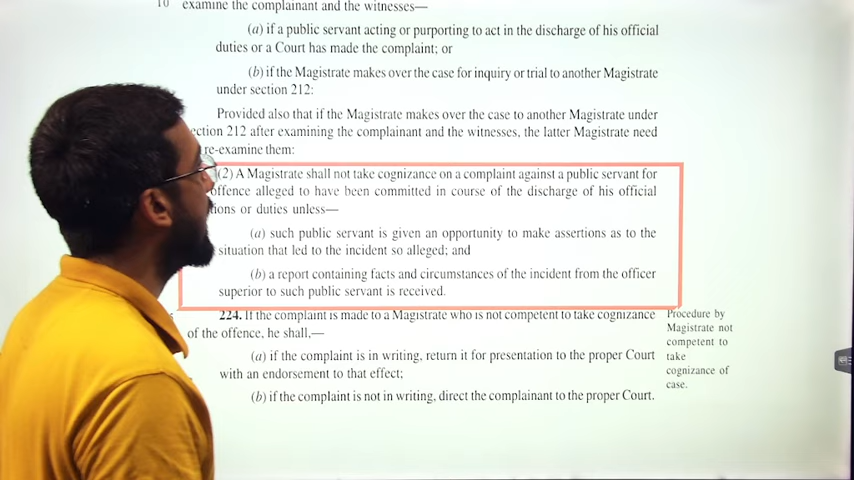 10 examine the complainant and the witnesses—
(a) if a public servant acting or purporting to act in the discharge of his official
duties or a Court has made the complaint; or
(b) if the Magistrate makes over the case for inquiry or trial to another Magistrate
under section 212:
Provided also that if the Magistrate makes over the case to another Magistrate under
ection 212 after examining the complainant and the witnesses, the latter Magistrate need
re-examine them:
(2) A Magistrate shall not take cognizance on a complaint against a public servant for
offence alleged to have been committed in course of the discharge of his official
or duties unless—
(a) such public servant is given an opportunity to make assertions as to the
situation that led to the incident so alleged; and
(b) a report containing facts and circumstances of the incident from the officer
superior to such public servant is received.
224. If the complaint is made to a Magistrate who is not competent to take cognizance
of the offence, he shall,—
(a) if the complaint is in writing, return it for presentation to the proper Court
with an endorsement to that effect;
(b) if the complaint is not in writing, direct the complainant to the proper Court.
Procedure by
Magistrate not
competent to
take
cognizance of
case.